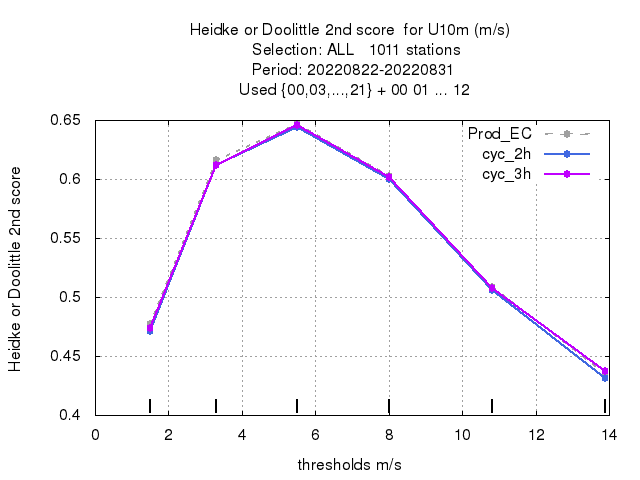 Heidke or Doolittle 2nd score  for U10m (m/s)
Selection: ALL   1011 stations
Period: 20220822-20220831
Used {00,03,...,21} + 00 01 ... 12
Heidke or Doolittle 2nd score
0.65
0.6
0.55
0.5
0.45
0.4
Prod_EC
cyc_2h
cyc_3h
0 2 4 6 8 10 12 14
thresholds m/s